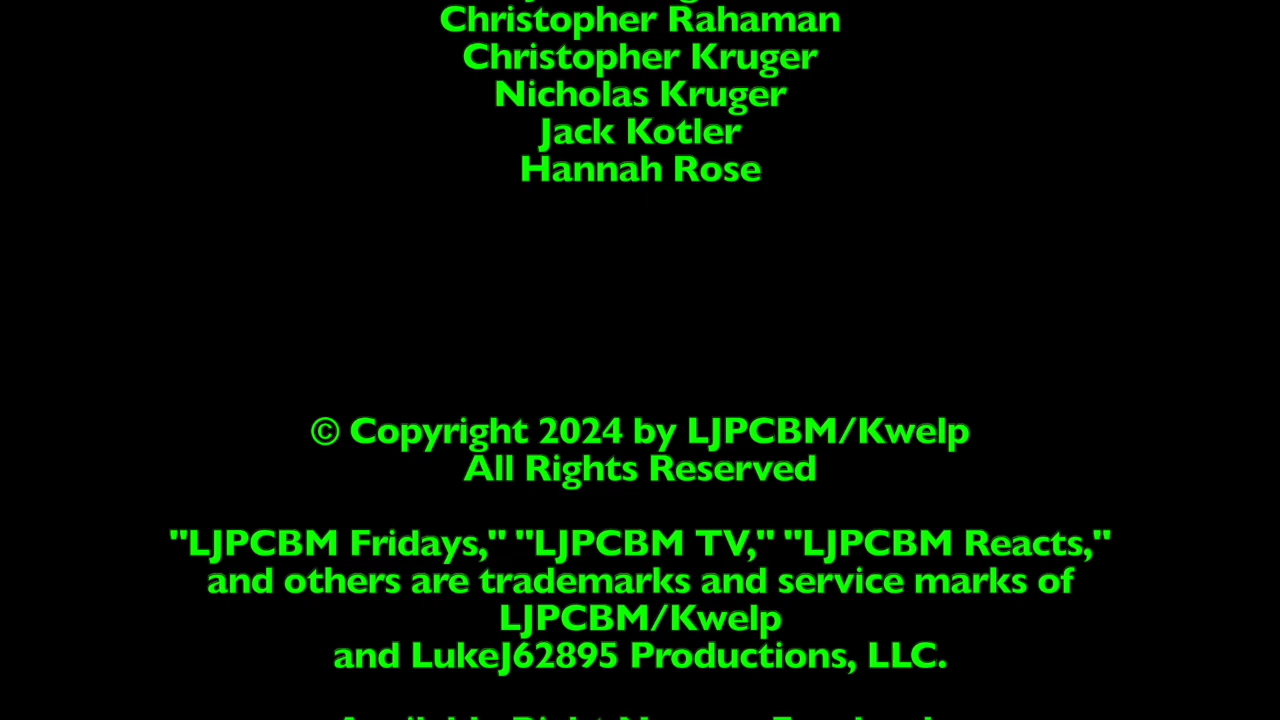 Christopher Rahaman
Christopher Kruger
Nicholas Kruger
Jack Kotler
Hannah Rose
© Copyright 2024 by LJPCBM/Kwelp
All Rights Reserved
"LJPCBM Fridays," "LJPCBM TV," "LJPCBM Reacts,"
and others are trademarks and service marks of
LJPCBM/Kwelp
and LukeJ62895 Productions, LLC.